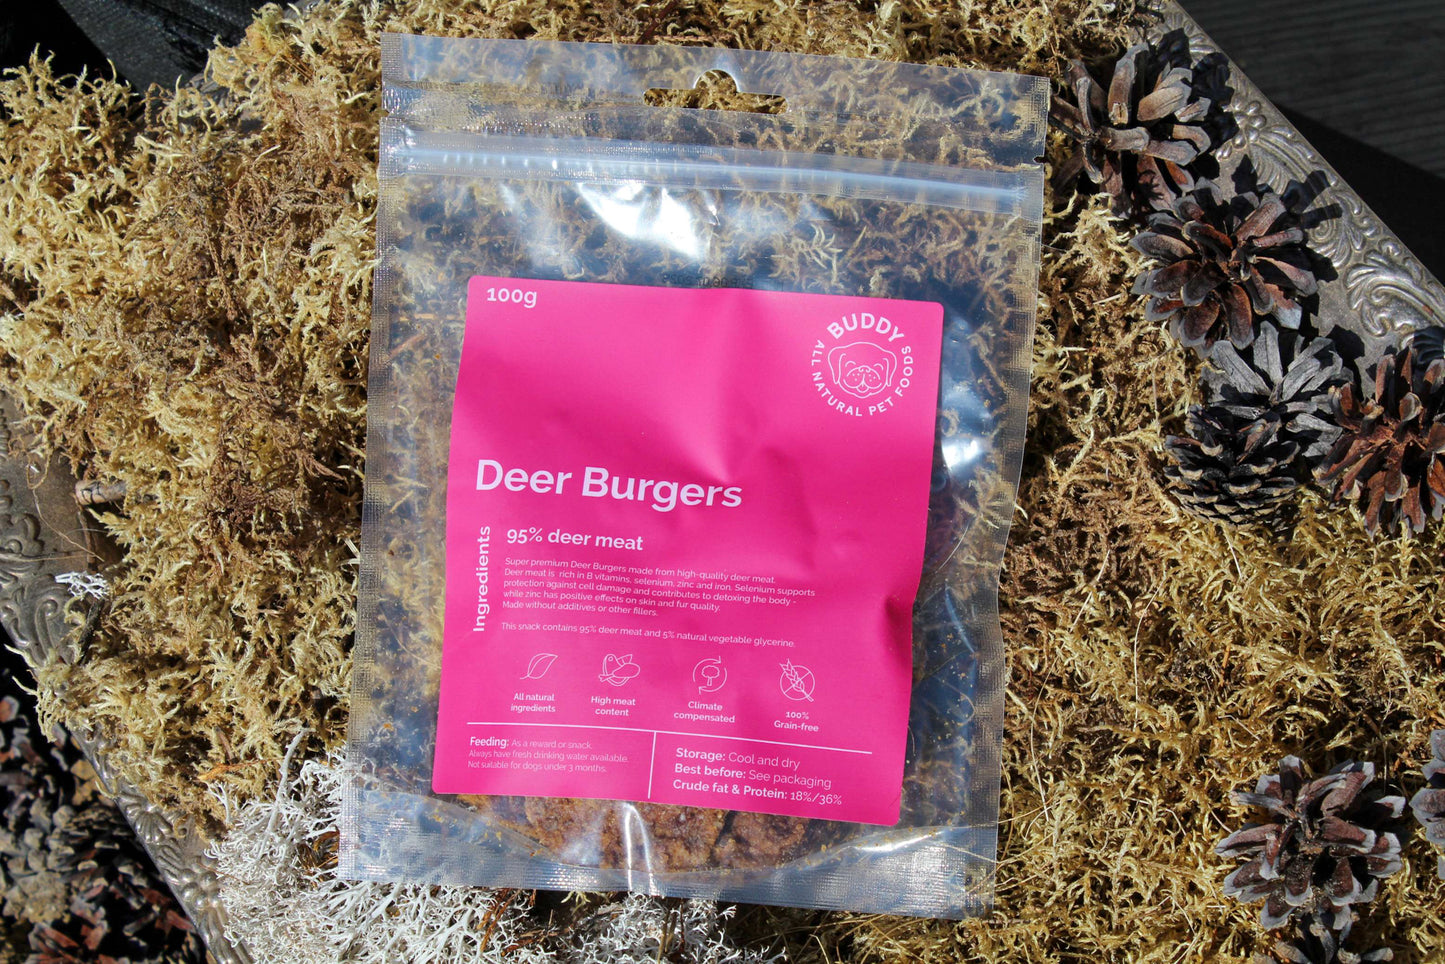 100g
BUDDY
ALL NATURAL PET FOODS
Deer Burgers
Ingredients
95% deer meat
Super premium Deer Burgers made from high-quality deer meat.
Deer meat is rich in B vitamins, selenium, zinc and iron. Selenium supports
protection against cell damage and contributes to detoxing the body -
while zinc has positive effects on skin and fur quality.
Made without additives or other fillers.
This snack contains 95% deer meat and 5% natural vegetable glycerine.
All natural
ingredients
High meat
content
Climate
compensated
100%
Grain-free
Feeding: As a reward or snack.
Always have fresh drinking water available.
Not suitable for dogs under 3 months.
Storage: Cool and dry
Best before: See packaging
Crude fat & Protein: 18%/36%